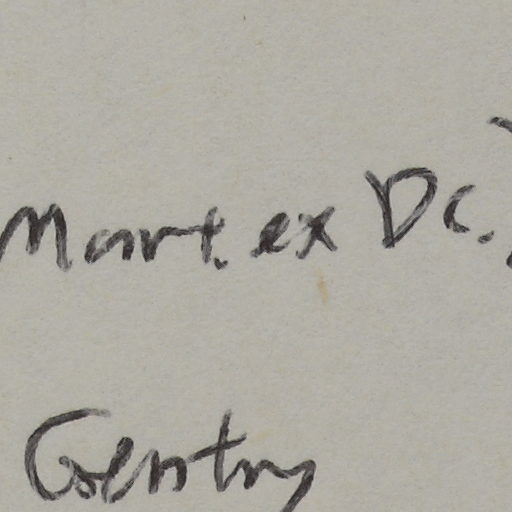 Mart. ex DC.)
Gentry